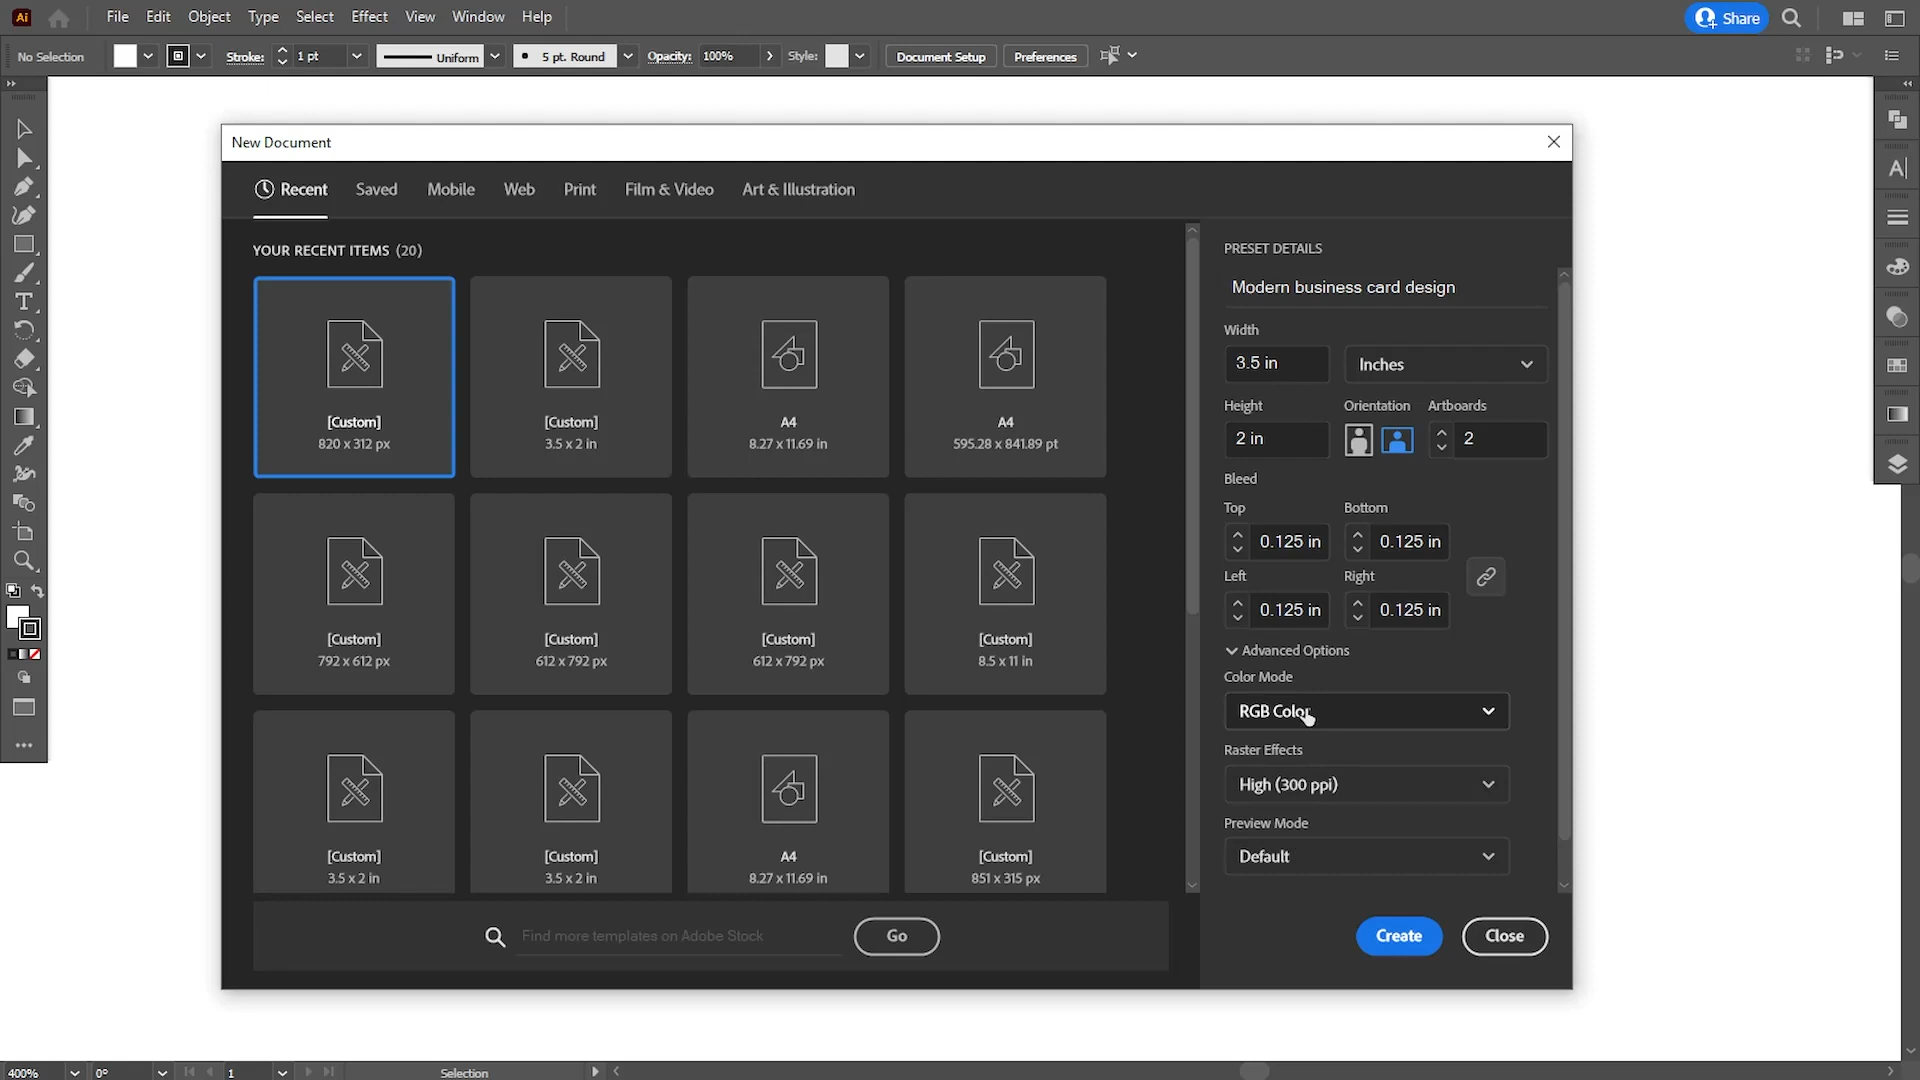 Ai File Edit Object Type Select Effect View Window Help Share
No Selection Stroke: 1 pt Uniform 5 pt. Round Opacity: 100% Style: Document Setup Preferences
New Document
Recent Saved Mobile Web Print Film & Video Art & Illustration
YOUR RECENT ITEMS (20)
[Custom] [Custom] A4 A4
820 x 312 px 3.5 x 2 in 8.27 x 11.69 in 595.28 x 841.89 pt
[Custom] [Custom] [Custom] [Custom]
792 x 612 px 612 x 792 px 612 x 792 px 8.5 x 11 in
[Custom] [Custom] A4 [Custom]
3.5 x 2 in 3.5 x 2 in 8.27 x 11.69 in 851 x 315 px
Find more templates on Adobe Stock Go
PRESET DETAILS
Modern business card design
Width
3.5 in Inches
Height Orientation Artboards
2 in 2
Bleed
Top Bottom
0.125 in 0.125 in
Left Right
0.125 in 0.125 in
Advanced Options
Color Mode
RGB Color
Raster Effects
High (300 ppi)
Preview Mode
Default
Create Close
400% 0° 1 Selection